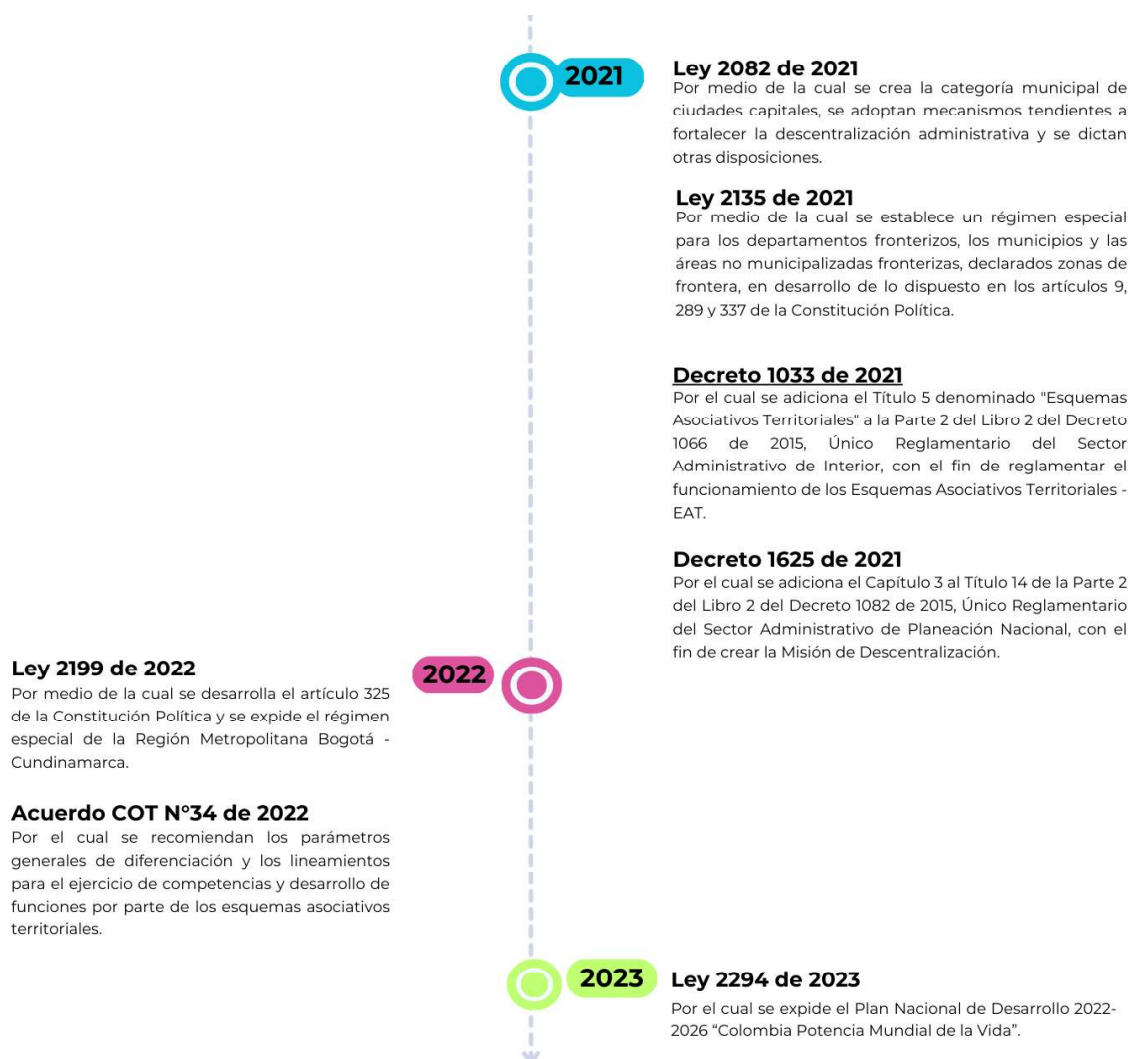 2021
Ley 2082 de 2021
Por medio de la cual se crea la categoría municipal de
ciudades capitales, se adoptan mecanismos tendientes a
fortalecer la descentralización administrativa y se dictan
otras disposiciones.
Ley 2135 de 2021
Por medio de la cual se establece un régimen especial
para los departamentos fronterizos, los municipios y las
áreas no municipalizadas fronterizas, declarados zonas de
frontera, en desarrollo de lo dispuesto en los artículos 9,
289 y 337 de la Constitución Política.
Decreto 1033 de 2021
Por el cual se adiciona el Título 5 denominado "Esquemas
Asociativos Territoriales" a la Parte 2 del Libro 2 del Decreto
1066 de 2015, Único Reglamentario del Sector
Administrativo de Interior, con el fin de reglamentar el
funcionamiento de los Esquemas Asociativos Territoriales -
EAT.
Decreto 1625 de 2021
Por el cual se adiciona el Capítulo 3 al Título 14 de la Parte 2
del Libro 2 del Decreto 1082 de 2015, Único Reglamentario
del Sector Administrativo de Planeación Nacional, con el
fin de crear la Misión de Descentralización.
2022
Ley 2199 de 2022
Por medio de la cual se desarrolla el artículo 325
de la Constitución Política y se expide el régimen
especial de la Región Metropolitana Bogotá -
Cundinamarca.
Acuerdo COT N°34 de 2022
Por el cual se recomiendan los parámetros
generales de diferenciación y los lineamientos
para el ejercicio de competencias y desarrollo de
funciones por parte de los esquemas asociativos
territoriales.
2023
Ley 2294 de 2023
Por el cual se expide el Plan Nacional de Desarrollo 2022-
2026 “Colombia Potencia Mundial de la Vida”.